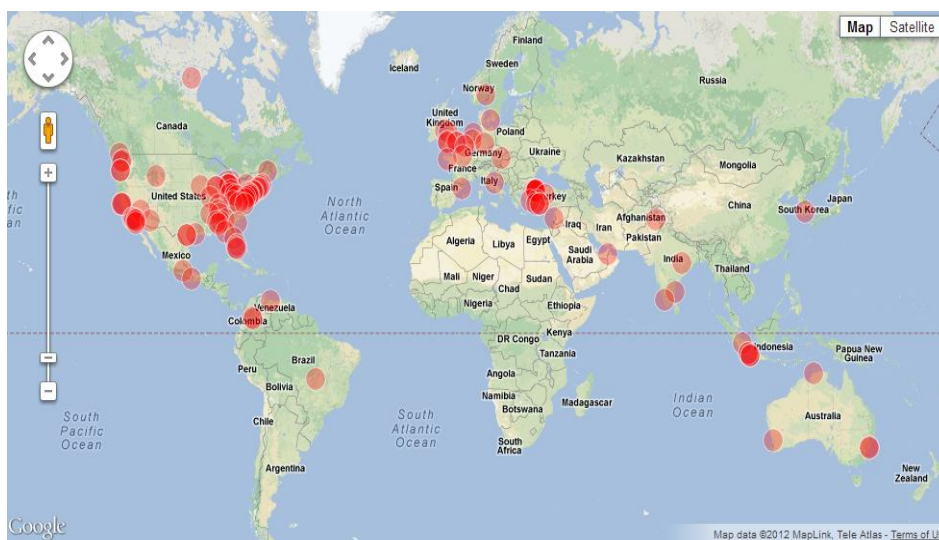 Map
Satellite
Finland
Iceland
Sweden
Norway
Russia
United
Kingdom
Canada
Poland
Germany
Ukraine
Kazakhstan
Mongolia
France
United States
Spain
Italy
North
Atlantic
Ocean
China
South Korea
Japan
Iraq
Iran
Afghanistan
Pakistan
Algeria
Libya
Egypt
Saudi
Arabia
India
Mexico
Mali
Niger
Sudan
Chad
Thailand
Nigeria
Ethiopia
Venezuela
Colombia
DR Congo
Kenya
Tanzania
Papua New
Guinea
Brazil
Peru
Bolivia
Angola
Namibia
Botswana
Madagascar
Indian
Ocean
South
Pacific
Ocean
South
Atlantic
Ocean
Chile
Australia
South
Africa
Argentina
New
Zealand
Google
Map data ©2012 MapLink, Tele Atlas - Terms of U